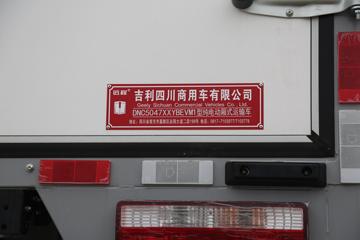 远程
吉利四川商用车有限公司
Geely Sichuan Commercial Vehicles Co., Ltd.
DNC5047XXYBEVM1型纯电动厢式运输车